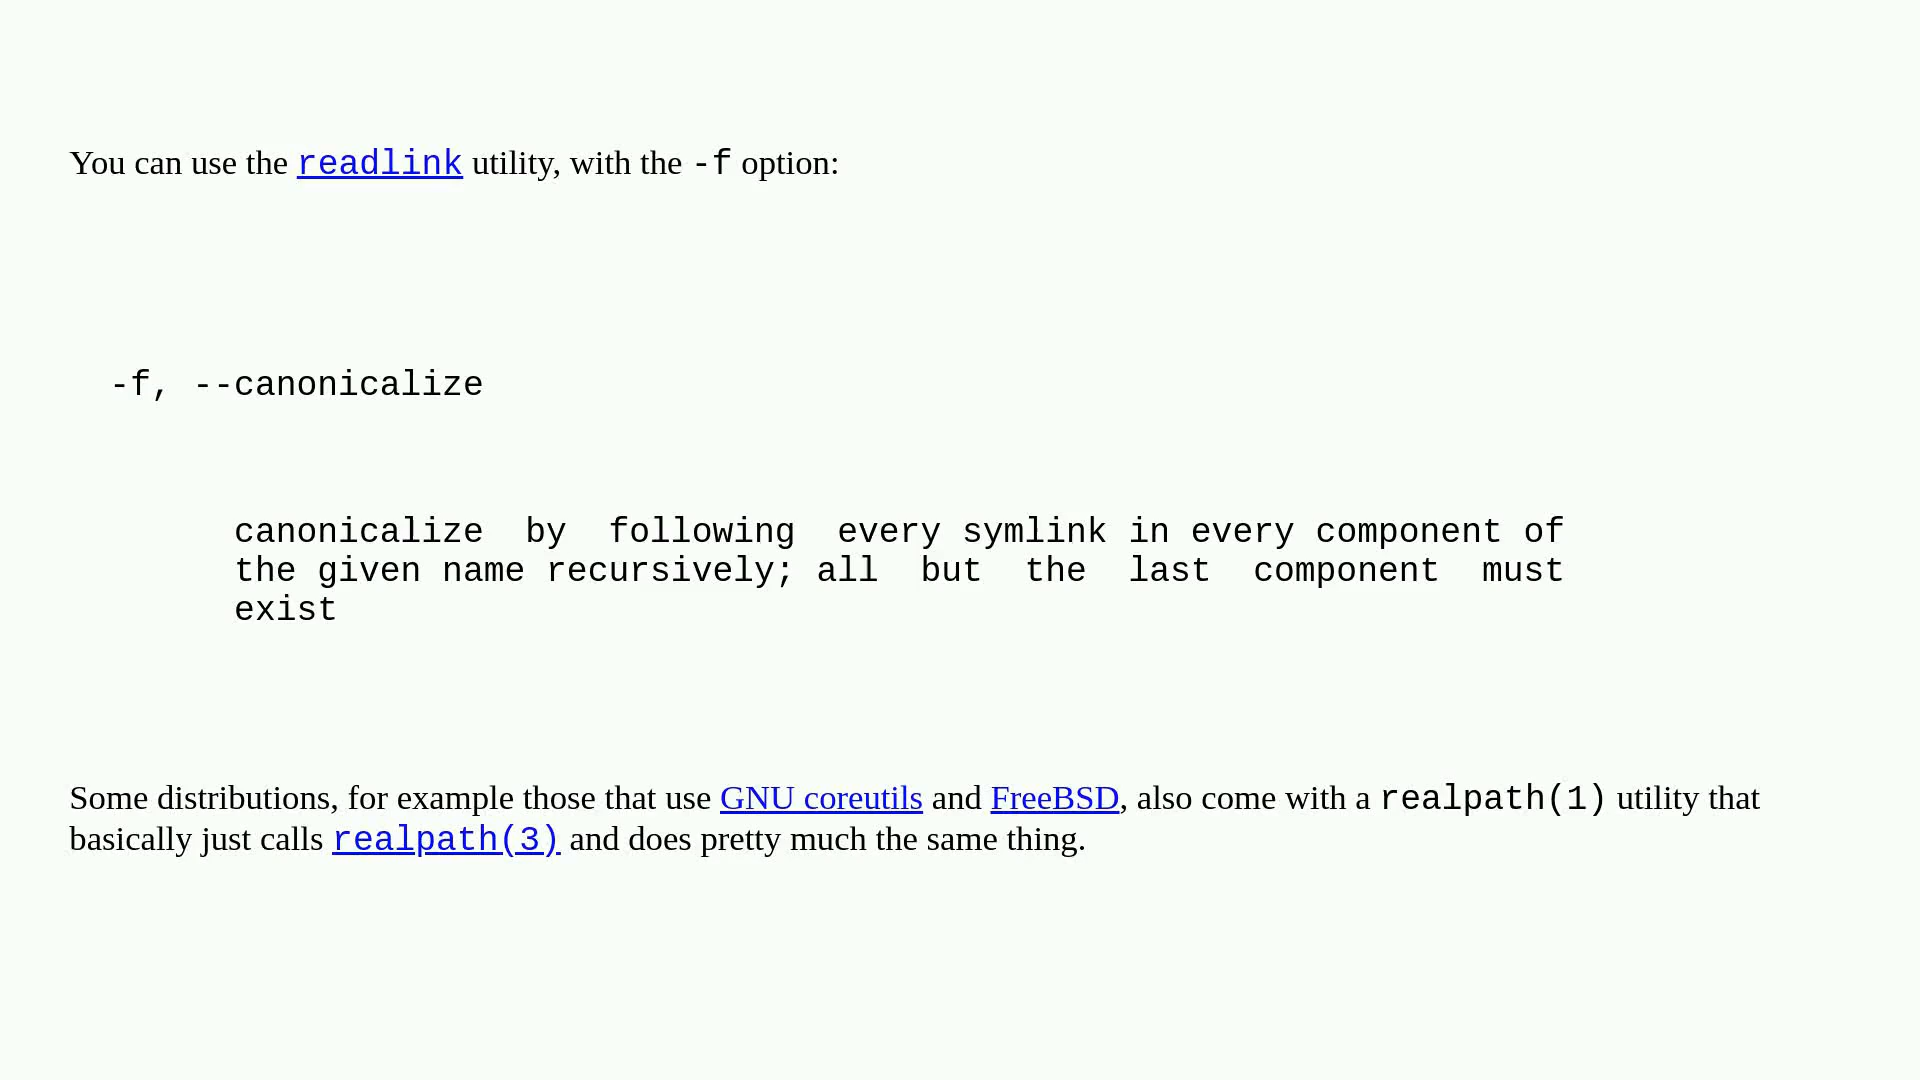 You can use the readlink utility, with the -f option:
-f, --canonicalize
canonicalize  by  following  every symlink in every component of
the given name recursively; all  but  the  last  component  must
exist
Some distributions, for example those that use GNU coreutils and FreeBSD, also come with a realpath(1) utility that
basically just calls realpath(3) and does pretty much the same thing.